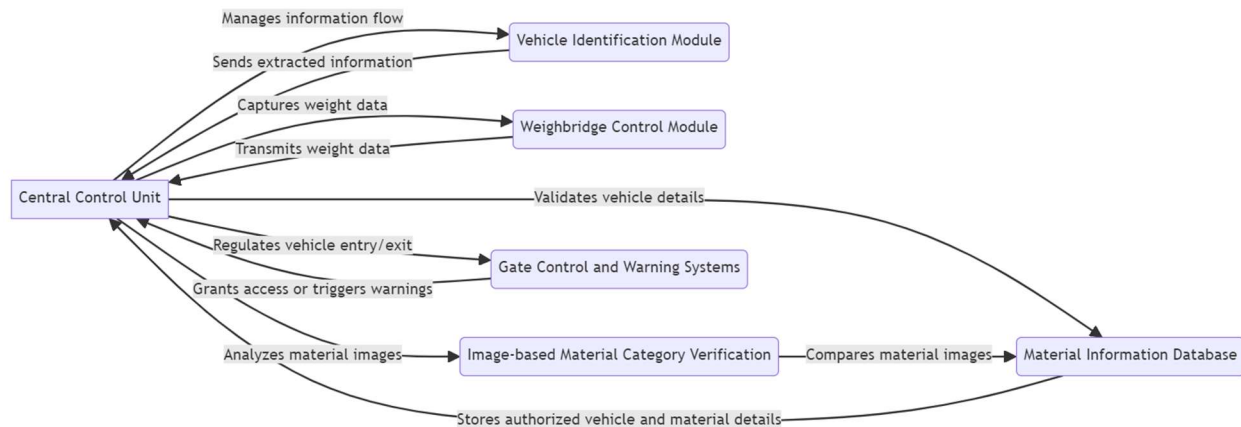 Manages information flow
Vehicle Identification Module
Sends extracted information
Captures weight data
Weighbridge Control Module
Transmits weight data
Central Control Unit
Validates vehicle details
Regulates vehicle entry/exit
Gate Control and Warning Systems
Grants access or triggers warnings
Analyzes material images
Image-based Material Category Verification
Compares material images
Material Information Database
Stores authorized vehicle and material details